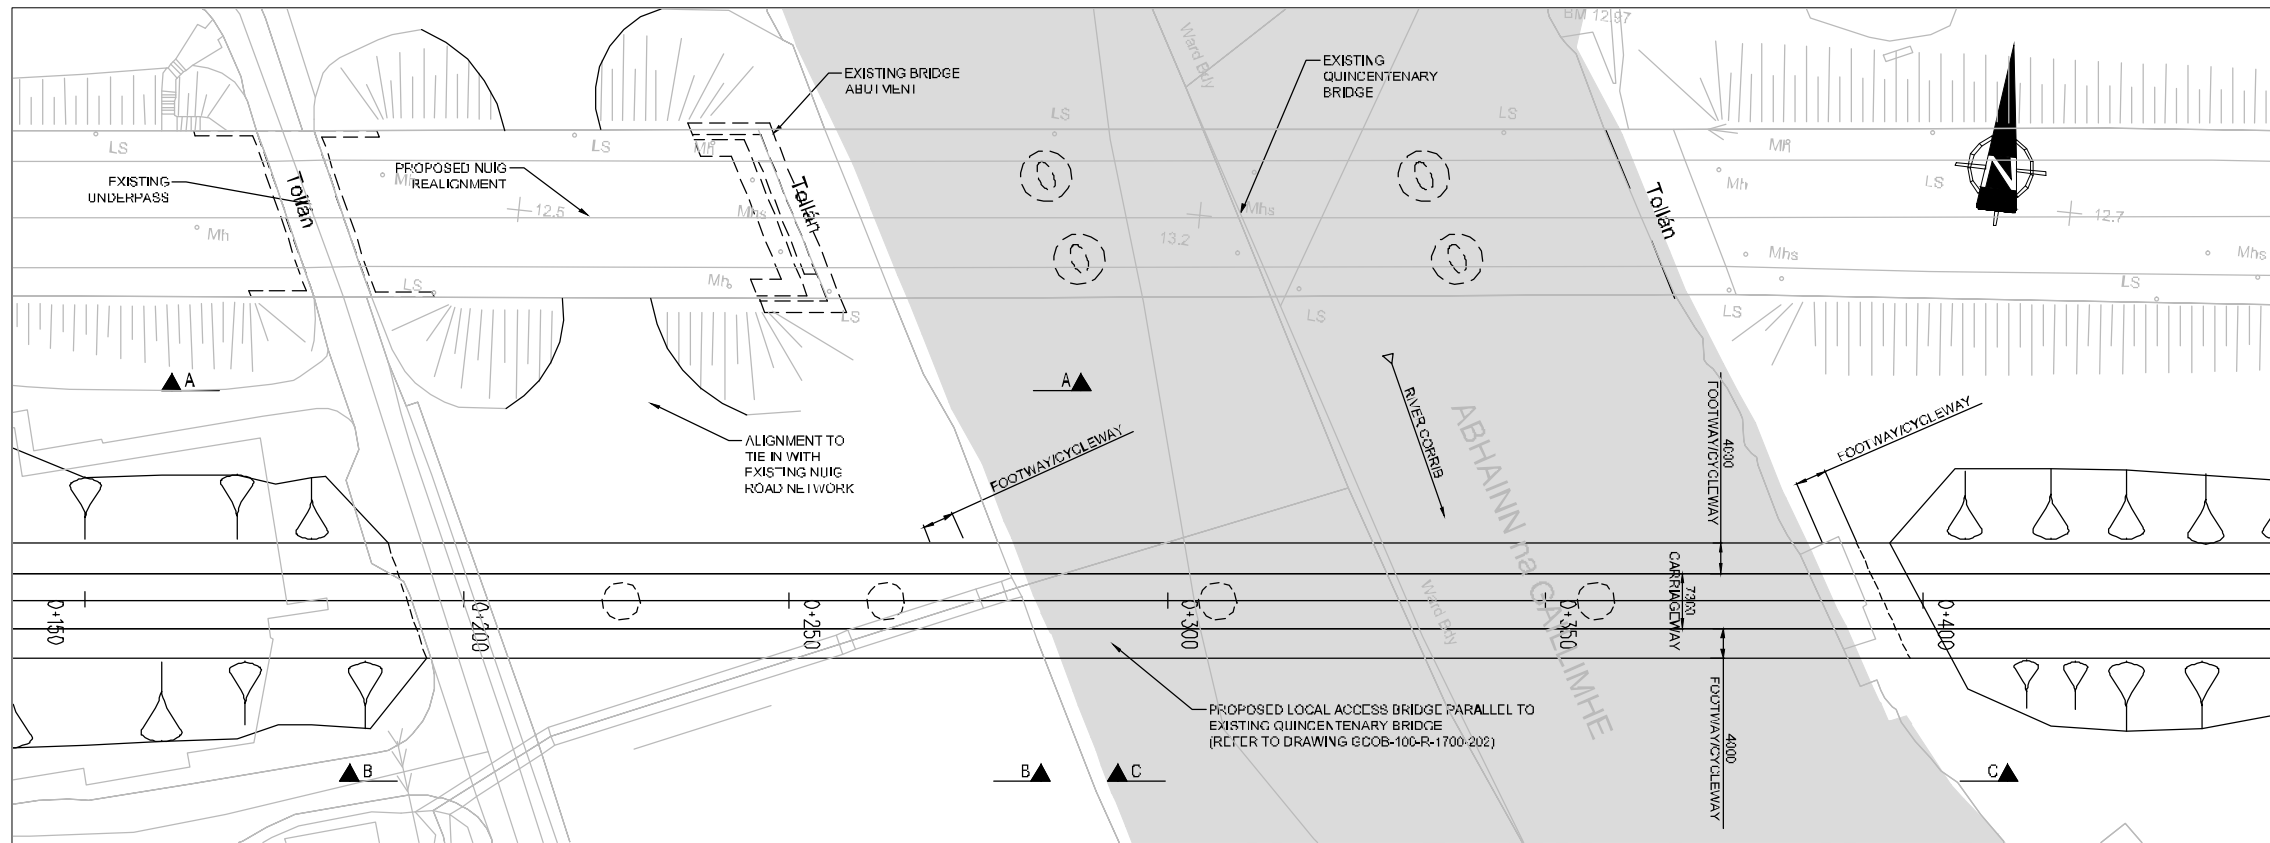 BM 12.97
Ward Bdy
EXISTING BRIDGE
ABUTMENT
EXISTING
QUINCENTENARY
BRIDGE
LS
LS
LS
LS
Mh
Mh
LS
EXISTING
UNDERPASS
Tollán
PROPOSED NUIG
REALIGNMENT
Mh
12.5
Mhs
Tollán
Mhs
13.2
Tollán
Mh
N
12.7
Mh
Mhs
Mhs
LS
Mh
LS
LS
LS
LS
A
A
ALIGNMENT TO
TIE IN WITH
EXISTING NUIG
ROAD NETWORK
FOOTWAY/CYCLEWAY
RIVER CORRIB
ABHAINN na GAILLIMHE
4000
FOOTWAY/CYCLEWAY
FOOTWAY/CYCLEWAY
7300
CARRIAGEWAY
0+150
0+200
0+250
0+300
0+350
0+400
Ward Bdy
PROPOSED LOCAL ACCESS BRIDGE PARALLEL TO
EXISTING QUINCENTENARY BRIDGE
(REFER TO DRAWING GCOB-100-R-1700-202)
4000
FOOTWAY/CYCLEWAY
B
B
C
C